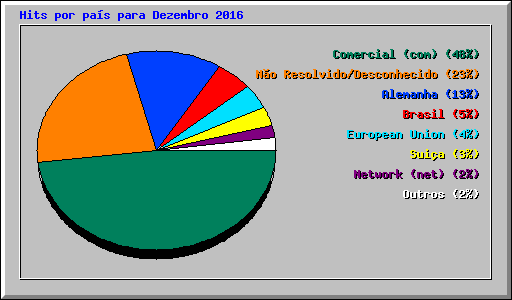 Hits por país para Dezembro 2016
Comercial (com) (48%)
Não Resolvido/Desconhecido (23%)
Alemanha (13%)
Brasil (5%)
European Union (4%)
Suiça (3%)
Network (net) (2%)
Outros (2%)